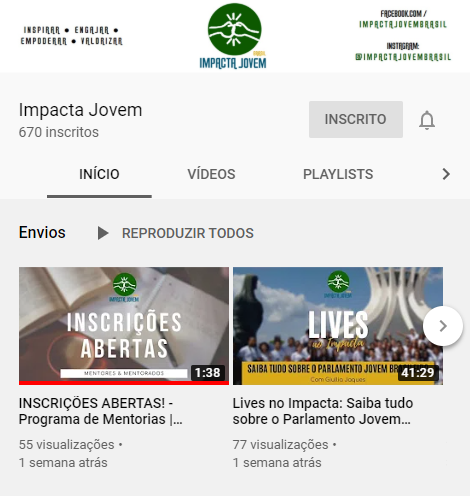 INSPIRAR ● ENGAJAR ●
EMPODERAR ● VALORIZAR
BRASIL
IMPACTA JOVEM
FACEBOOK.COM /
IMPACTAJOVEMBRASIL
INSTAGRAM:
@IMPACTAJOVEMBRASIL
Impacta Jovem
670 inscritos
INSCRITO
INÍCIO
VÍDEOS
PLAYLISTS
Envios
REPRODUZIR TODOS
IMPACTA JOVEM
INSCRIÇÕES
ABERTAS
MENTORES & MENTORADOS
1:38
INSCRIÇÕES ABERTAS! -
Programa de Mentorias |...
55 visualizações •
1 semana atrás
IMPACTA JOVEM
LIVES
no Impacta
SAIBA TUDO SOBRE O PARLAMENTO JOVEM BR
Com Giulia Jaques
41:29
Lives no Impacta: Saiba tudo
sobre o Parlamento Jovem...
77 visualizações •
1 semana atrás